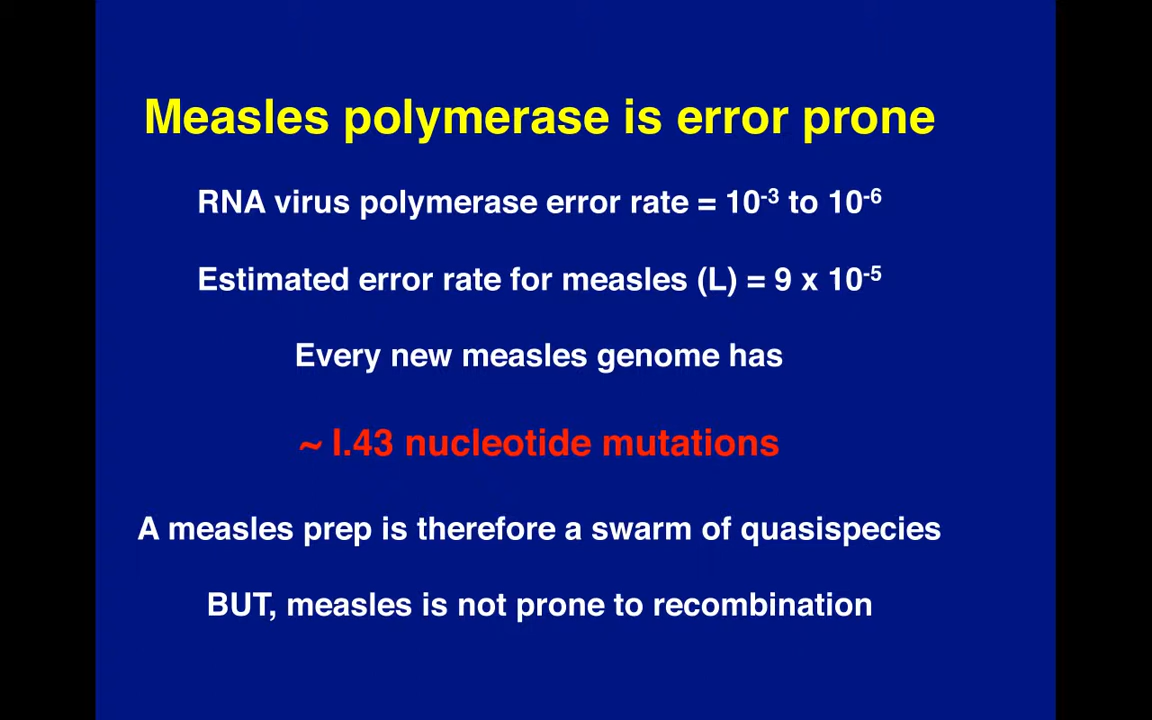 Measles polymerase is error prone
RNA virus polymerase error rate = 10⁻³ to 10⁻⁶
Estimated error rate for measles (L) = 9 x 10⁻⁵
Every new measles genome has
~ I.43 nucleotide mutations
A measles prep is therefore a swarm of quasispecies
BUT, measles is not prone to recombination